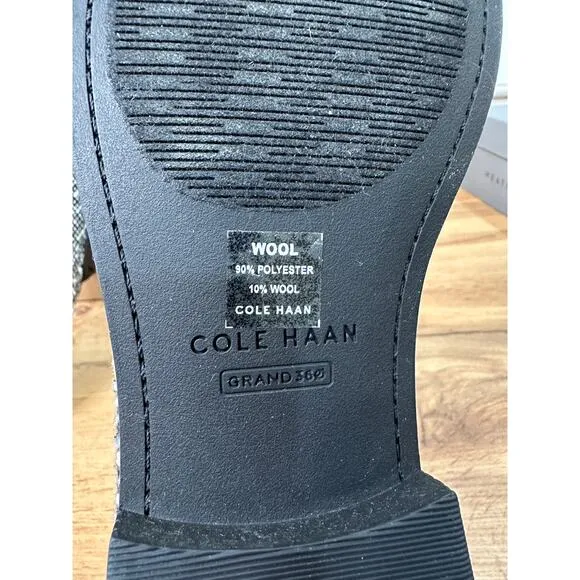 WOOL
90% POLYESTER
10% WOOL
COLE HAAN
COLE HAAN
GRAND 36Ø